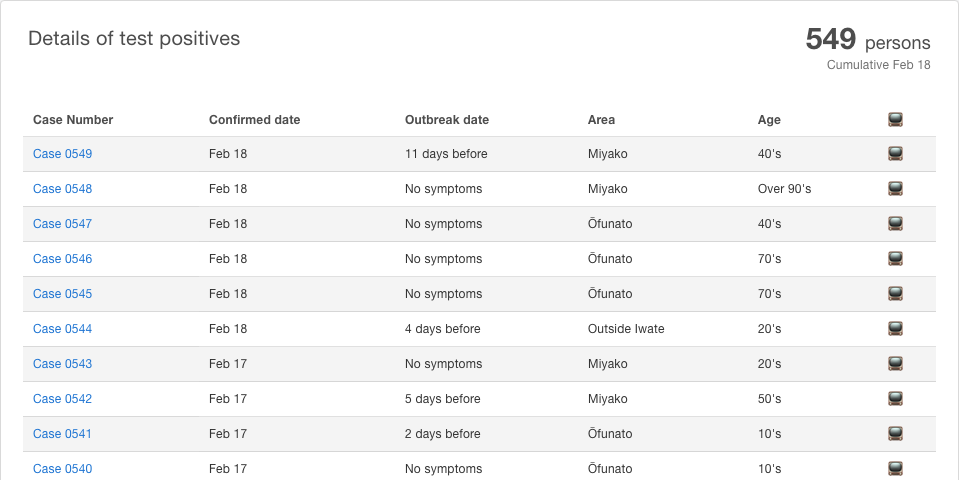 Details of test positives
549 persons
Cumulative Feb 18
Case Number Confirmed date Outbreak date Area Age
Case 0549 Feb 18 11 days before Miyako 40's
Case 0548 Feb 18 No symptoms Miyako Over 90's
Case 0547 Feb 18 No symptoms Ōfunato 40's
Case 0546 Feb 18 No symptoms Ōfunato 70's
Case 0545 Feb 18 No symptoms Ōfunato 70's
Case 0544 Feb 18 4 days before Outside Iwate 20's
Case 0543 Feb 17 No symptoms Miyako 20's
Case 0542 Feb 17 5 days before Miyako 50's
Case 0541 Feb 17 2 days before Ōfunato 10's
Case 0540 Feb 17 No symptoms Ōfunato 10's